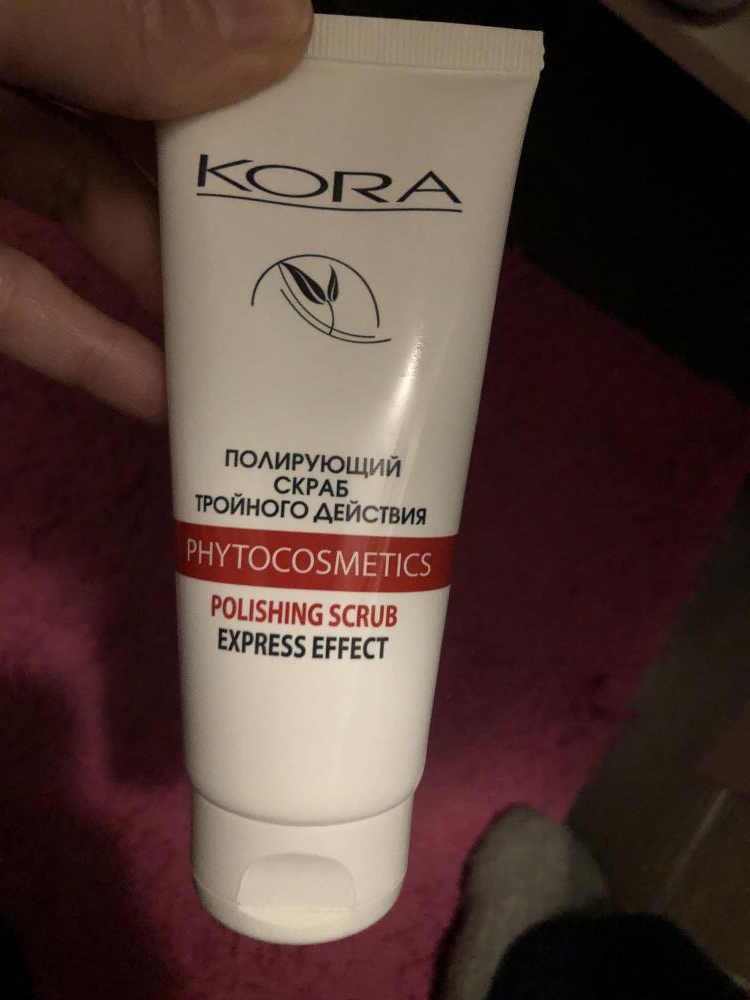 KORA
ПОЛИРУЮЩИЙ
СКРАБ
ТРОЙНОГО ДЕЙСТВИЯ
PHYTOCOSMETICS
POLISHING SCRUB
EXPRESS EFFECT